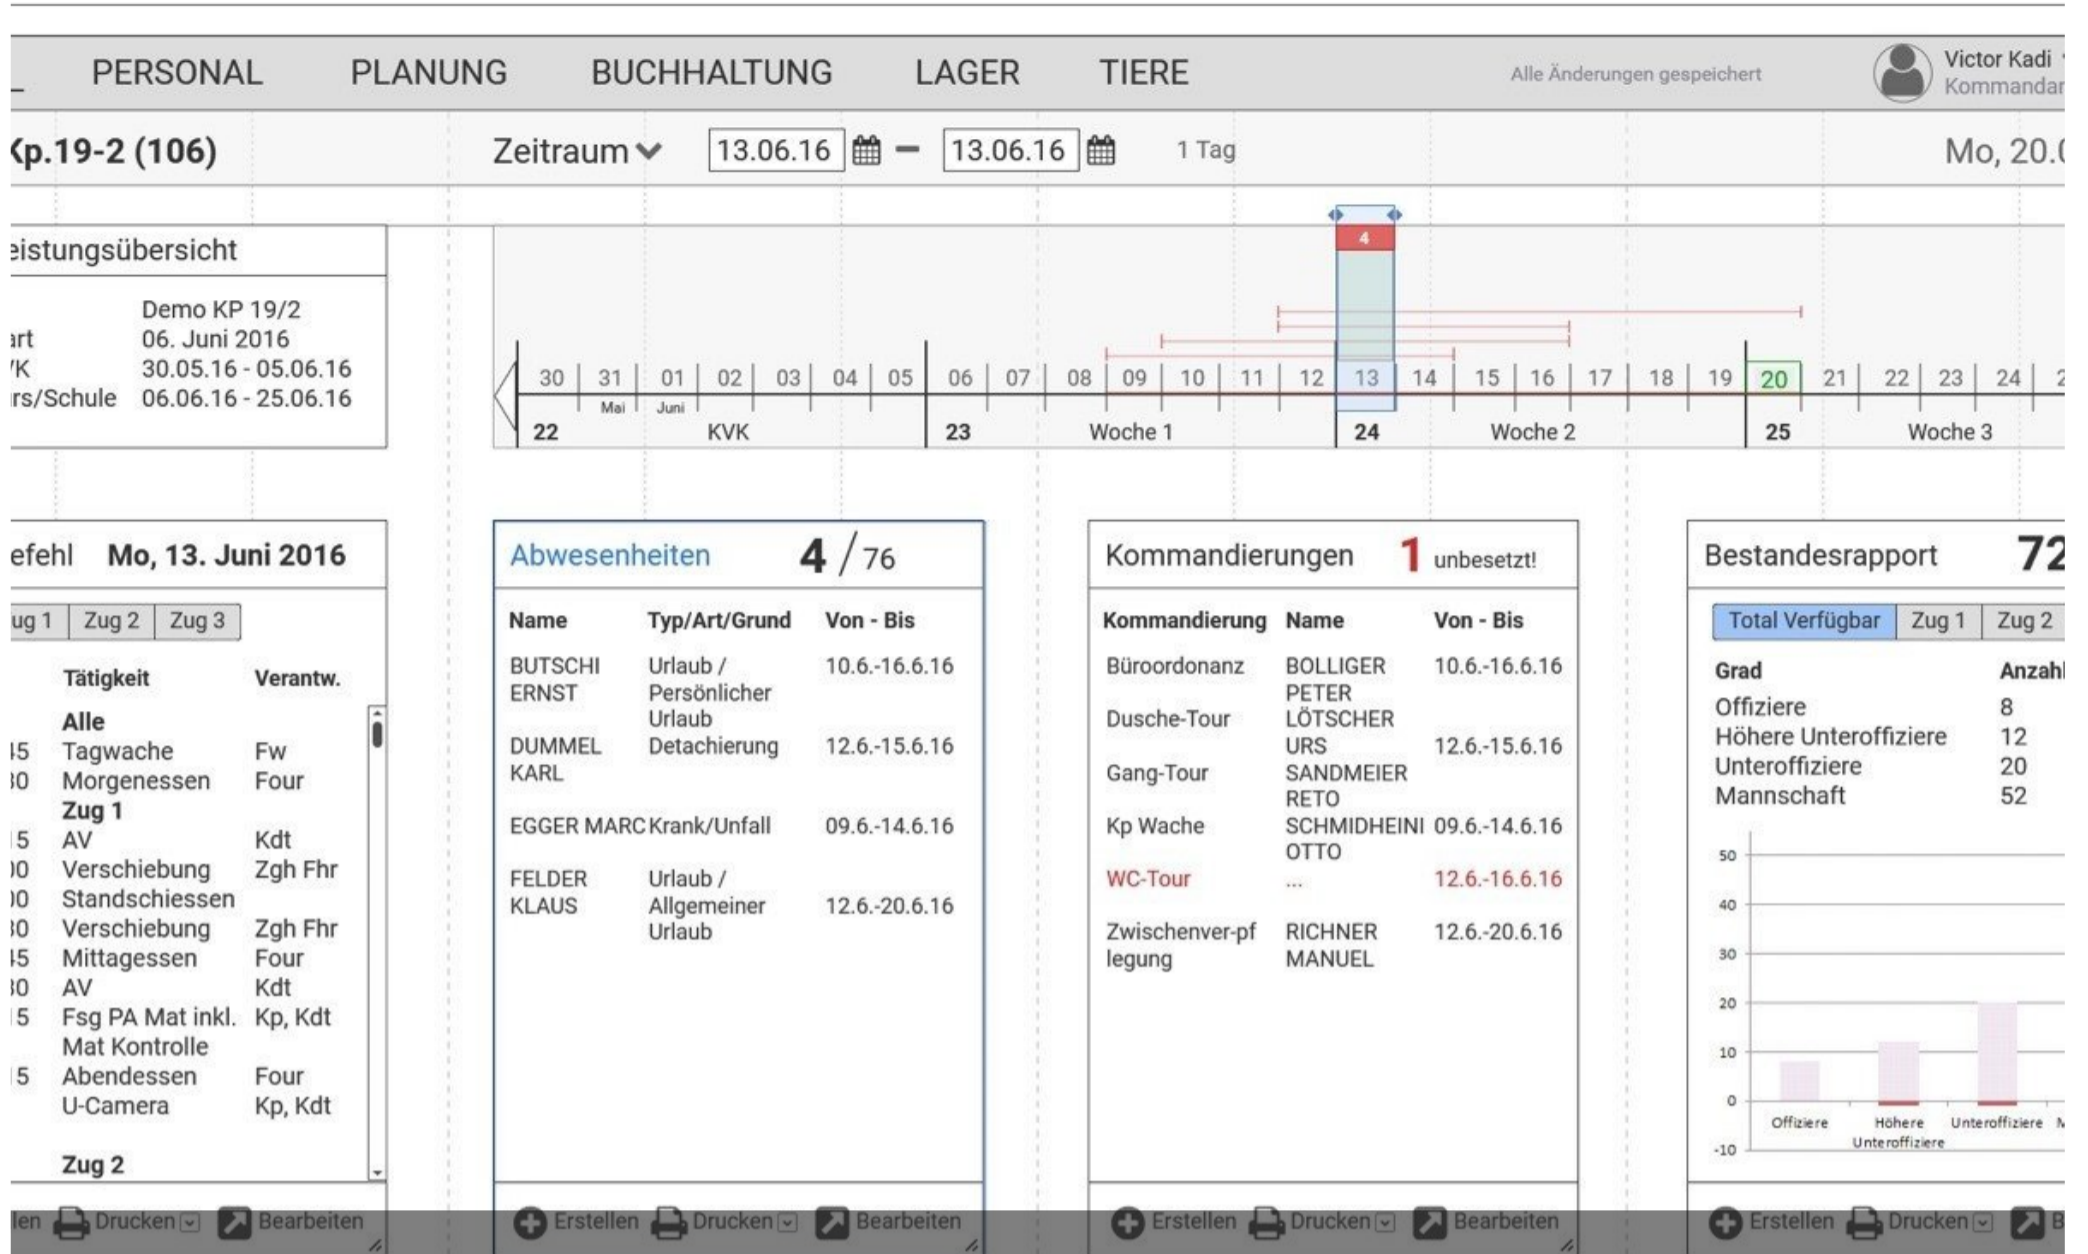 PERSONAL PLANUNG BUCHHALTUNG LAGER TIERE Alle Änderungen gespeichert Victor Kadi
Kommandar
Kp.19-2 (106) Zeitraum 13.06.16 – 13.06.16 1 Tag Mo, 20.0
eistungsübersicht
Demo KP 19/2
art 06. Juni 2016
/K 30.05.16 - 05.06.16
rs/Schule 06.06.16 - 25.06.16
4
30 31 01 02 03 04 05 06 07 08 09 10 11 12 13 14 15 16 17 18 19 20 21 22 23 24 2
Mai Juni
22 KVK 23 Woche 1 24 Woche 2 25 Woche 3
efehl Mo, 13. Juni 2016
ug 1 Zug 2 Zug 3
Tätigkeit Verantw.
Alle
45 Tagwache Fw
30 Morgenessen Four
Zug 1
15 AV Kdt
00 Verschiebung Zgh Fhr
00 Standschiessen
30 Verschiebung Zgh Fhr
45 Mittagessen Four
30 AV Kdt
15 Fsg PA Mat inkl. Kp, Kdt
Mat Kontrolle
15 Abendessen Four
U-Camera Kp, Kdt
Zug 2
len Drucken Bearbeiten
Abwesenheiten 4 / 76
Name Typ/Art/Grund Von - Bis
BUTSCHI Urlaub / 10.6.-16.6.16
ERNST Persönlicher
Urlaub
DUMMEL Detachierung 12.6.-15.6.16
KARL
EGGER MARC Krank/Unfall 09.6.-14.6.16
FELDER Urlaub /
KLAUS Allgemeiner 12.6.-20.6.16
Urlaub
Erstellen Drucken Bearbeiten
Kommandierungen 1 unbesetzt!
Kommandierung Name Von - Bis
Büroordonanz BOLLIGER 10.6.-16.6.16
PETER
Dusche-Tour LÖTSCHER
URS 12.6.-15.6.16
Gang-Tour SANDMEIER
RETO
Kp Wache SCHMIDHEINI 09.6.-14.6.16
OTTO
WC-Tour ... 12.6.-16.6.16
Zwischenver-pf RICHNER 12.6.-20.6.16
legung MANUEL
Erstellen Drucken Bearbeiten
Bestandesrapport 72
Total Verfügbar Zug 1 Zug 2
Grad Anzahl
Offiziere 8
Höhere Unteroffiziere 12
Unteroffiziere 20
Mannschaft 52
50
40
30
20
10
0
Offiziere Höhere Unteroffiziere M
Unteroffiziere
-10
Erstellen Drucken B